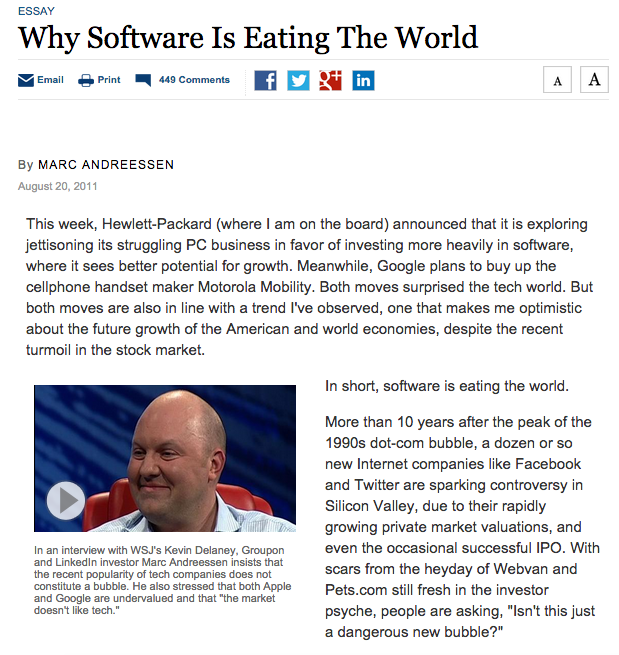 ESSAY
Why Software Is Eating The World
Email Print 449 Comments
A A
By MARC ANDREESSEN
August 20, 2011
This week, Hewlett-Packard (where I am on the board) announced that it is exploring
jettisoning its struggling PC business in favor of investing more heavily in software,
where it sees better potential for growth. Meanwhile, Google plans to buy up the
cellphone handset maker Motorola Mobility. Both moves surprised the tech world. But
both moves are also in line with a trend I've observed, one that makes me optimistic
about the future growth of the American and world economies, despite the recent
turmoil in the stock market.
In an interview with WSJ's Kevin Delaney, Groupon
and LinkedIn investor Marc Andreessen insists that
the recent popularity of tech companies does not
constitute a bubble. He also stressed that both Apple
and Google are undervalued and that "the market
doesn't like tech."
In short, software is eating the world.
More than 10 years after the peak of the
1990s dot-com bubble, a dozen or so
new Internet companies like Facebook
and Twitter are sparking controversy in
Silicon Valley, due to their rapidly
growing private market valuations, and
even the occasional successful IPO. With
scars from the heyday of Webvan and
Pets.com still fresh in the investor
psyche, people are asking, "Isn't this just
a dangerous new bubble?"